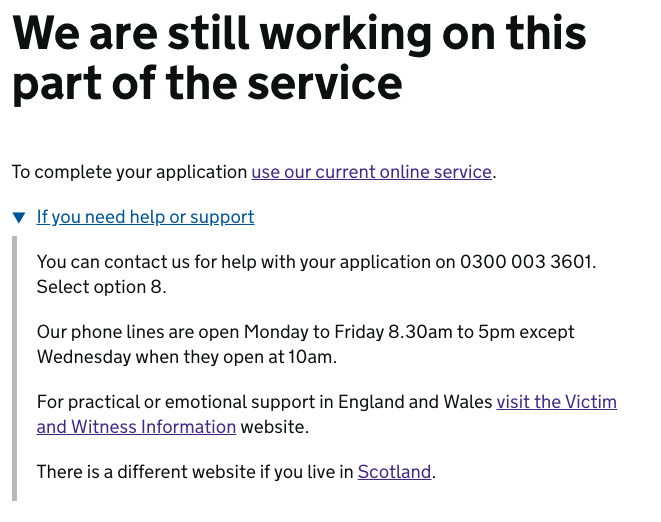 We are still working on this
part of the service
To complete your application use our current online service.
▼ If you need help or support
You can contact us for help with your application on 0300 003 3601.
Select option 8.
Our phone lines are open Monday to Friday 8.30am to 5pm except
Wednesday when they open at 10am.
For practical or emotional support in England and Wales visit the Victim
and Witness Information website.
There is a different website if you live in Scotland.